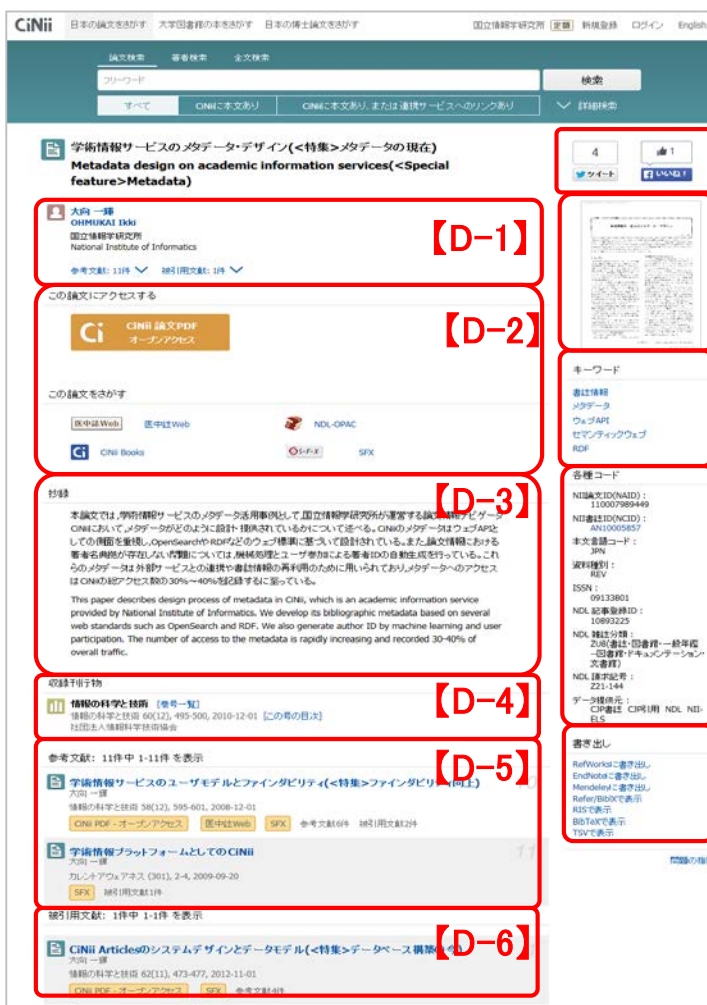 CiNii 日本の論文をさがす 大学図書館の本をさがす 日本の博士論文をさがす 国立情報学研究所 定額 新規登録 ログイン English
論文検索 著者検索 全文検索
フリーワード 検索
すべて CiNiiに本文あり CiNiiに本文あり、または連携サービスへのリンクあり 詳細検索
学術情報サービスのメタデータ・デザイン(<特集>メタデータの現在)
Metadata design on academic information services(<Special
feature>Metadata)
4 1
ツイート いいね!
大向 一輝
OHMUKAI Ikki
国立情報学研究所
National Institute of Informatics
参考文献: 11件 被引用文献: 1件
【D-1】
この論文にアクセスする
CiNii 論文PDF
オープンアクセス
【D-2】
この論文をさがす
医中誌Web 医中誌Web NDL-OPAC
CiNii Books S・F・X SFX
キーワード
書誌情報
メタデータ
ウェブAPI
セマンティックウェブ
RDF
抄録
【D-3】
本論文では,学術情報サービスのメタデータ活用事例として,国立情報学研究所が運営する論文情報ナビゲータ
CiNiiにおいて,メタデータがどのように設計・提供されているかについて述べる。CiNiiのメタデータはウェブAPIと
しての側面を重視し,OpenSearchやRDFなどのウェブ標準に基づいて設計されている。また,論文情報における
著者名典拠が存在しない問題については,機械処理とユーザ参加による著者IDの自動生成を行っている。これ
らのメタデータは外部サービスとの連携や書誌情報の再利用のために用いられており,メタデータへのアクセス
はCiNiiの総アクセス数の30%〜40%を記録するに至っている。
This paper describes design process of metadata in CiNii, which is an academic information service
provided by National Institute of Informatics. We develop its bibliographic metadata based on several
web standards such as OpenSearch and RDF. We also generate author ID by machine learning and user
participation. The number of access to the metadata is rapidly increasing and recorded 30-40% of
overall traffic.
各種コード
NII論文ID(NAID) :
110007989449
NII書誌ID(NCID) :
AN10005857
本文言語コード :
JPN
資料種別 :
REV
ISSN :
09133801
NDL 記事登録ID :
10893225
NDL 雑誌分類 :
ZU8(書誌・図書館・一般年鑑
--図書館・ドキュメンテーション・
文書館)
NDL 請求記号 :
Z21-144
データ提供元 :
CJP書誌 CJP引用 NDL NII-
ELS
収録刊行物
【D-4】
情報の科学と技術 [巻号一覧]
情報の科学と技術 60(12), 495-500, 2010-12-01 [この号の目次]
社団法人情報科学技術協会
書き出し
RefWorksに書き出し
EndNoteに書き出し
Mendeleyに書き出し
Refer/BibIXで表示
RISで表示
BibTeXで表示
TSVで表示
問題の指
参考文献: 11件中 1-11件 を表示
【D-5】
学術情報サービスのユーザモデルとファインダビリティ(<特集>ファインダビリティ向上)
大向 一輝
情報の科学と技術 58(12), 595-601, 2008-12-01
CiNii PDF - オープンアクセス 医中誌Web SFX 参考文献6件 被引用文献2件
学術情報プラットフォームとしてのCiNii
11
大向 一輝
カレントアウェアネス (301), 2-4, 2009-09-20
SFX 被引用文献1件
被引用文献: 1件中 1-1件 を表示
【D-6】
CiNii Articlesのシステムデザインとデータモデル(<特集>データベース構築の今)
大向 一輝
情報の科学と技術 62(11), 473-477, 2012-11-01
CiNii PDF - オープンアクセス SFX 参考文献4件